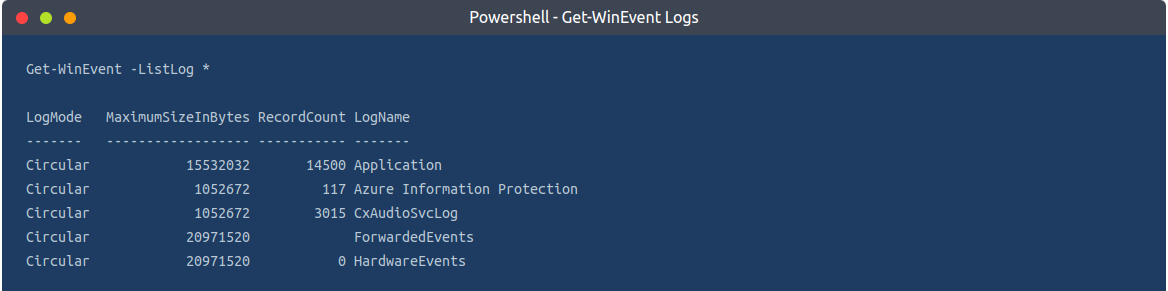 Powershell - Get-WinEvent Logs
Get-WinEvent -ListLog *
LogMode   MaximumSizeInBytes RecordCount LogName
-------   ------------------ ----------- -------
Circular            15532032       14500 Application
Circular             1052672         117 Azure Information Protection
Circular             1052672        3015 CxAudioSvcLog
Circular            20971520             ForwardedEvents
Circular            20971520           0 HardwareEvents